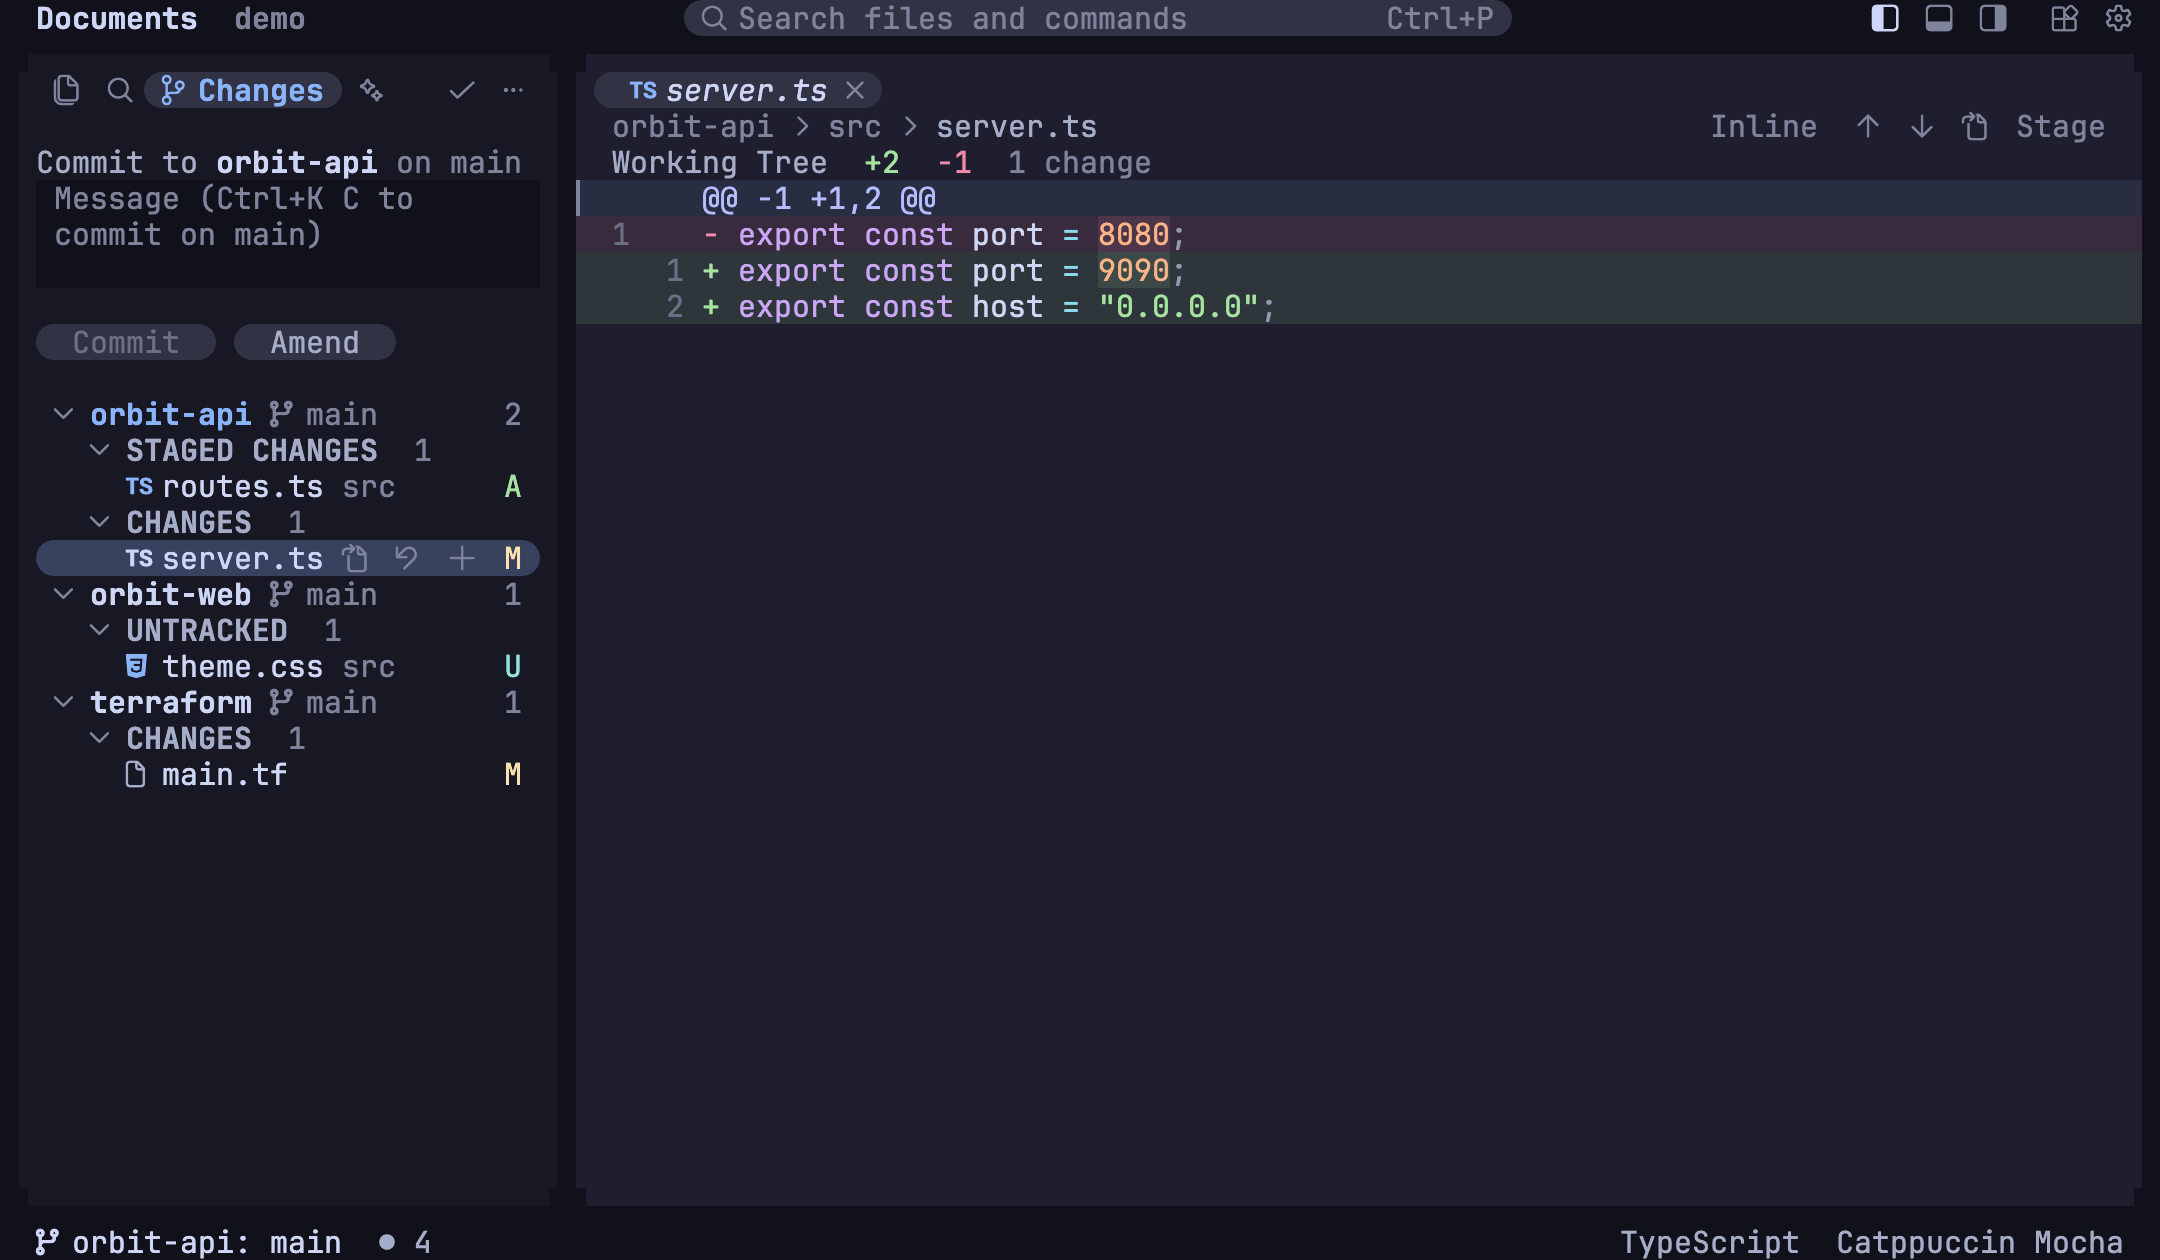 Documents demo Search files and commands Ctrl+P
Changes
Commit to orbit-api on main
Message (Ctrl+K C to
commit on main)
Commit Amend
orbit-api main 2
STAGED CHANGES 1
TS routes.ts src A
CHANGES 1
TS server.ts M
orbit-web main 1
UNTRACKED 1
theme.css src U
terraform main 1
CHANGES 1
main.tf M
TS server.ts
orbit-api > src > server.ts Inline Stage
Working Tree +2 -1 1 change
@@ -1 +1,2 @@
1 - export const port = 8080;
1 + export const port = 9090;
2 + export const host = "0.0.0.0";
orbit-api: main ● 4 TypeScript Catppuccin Mocha